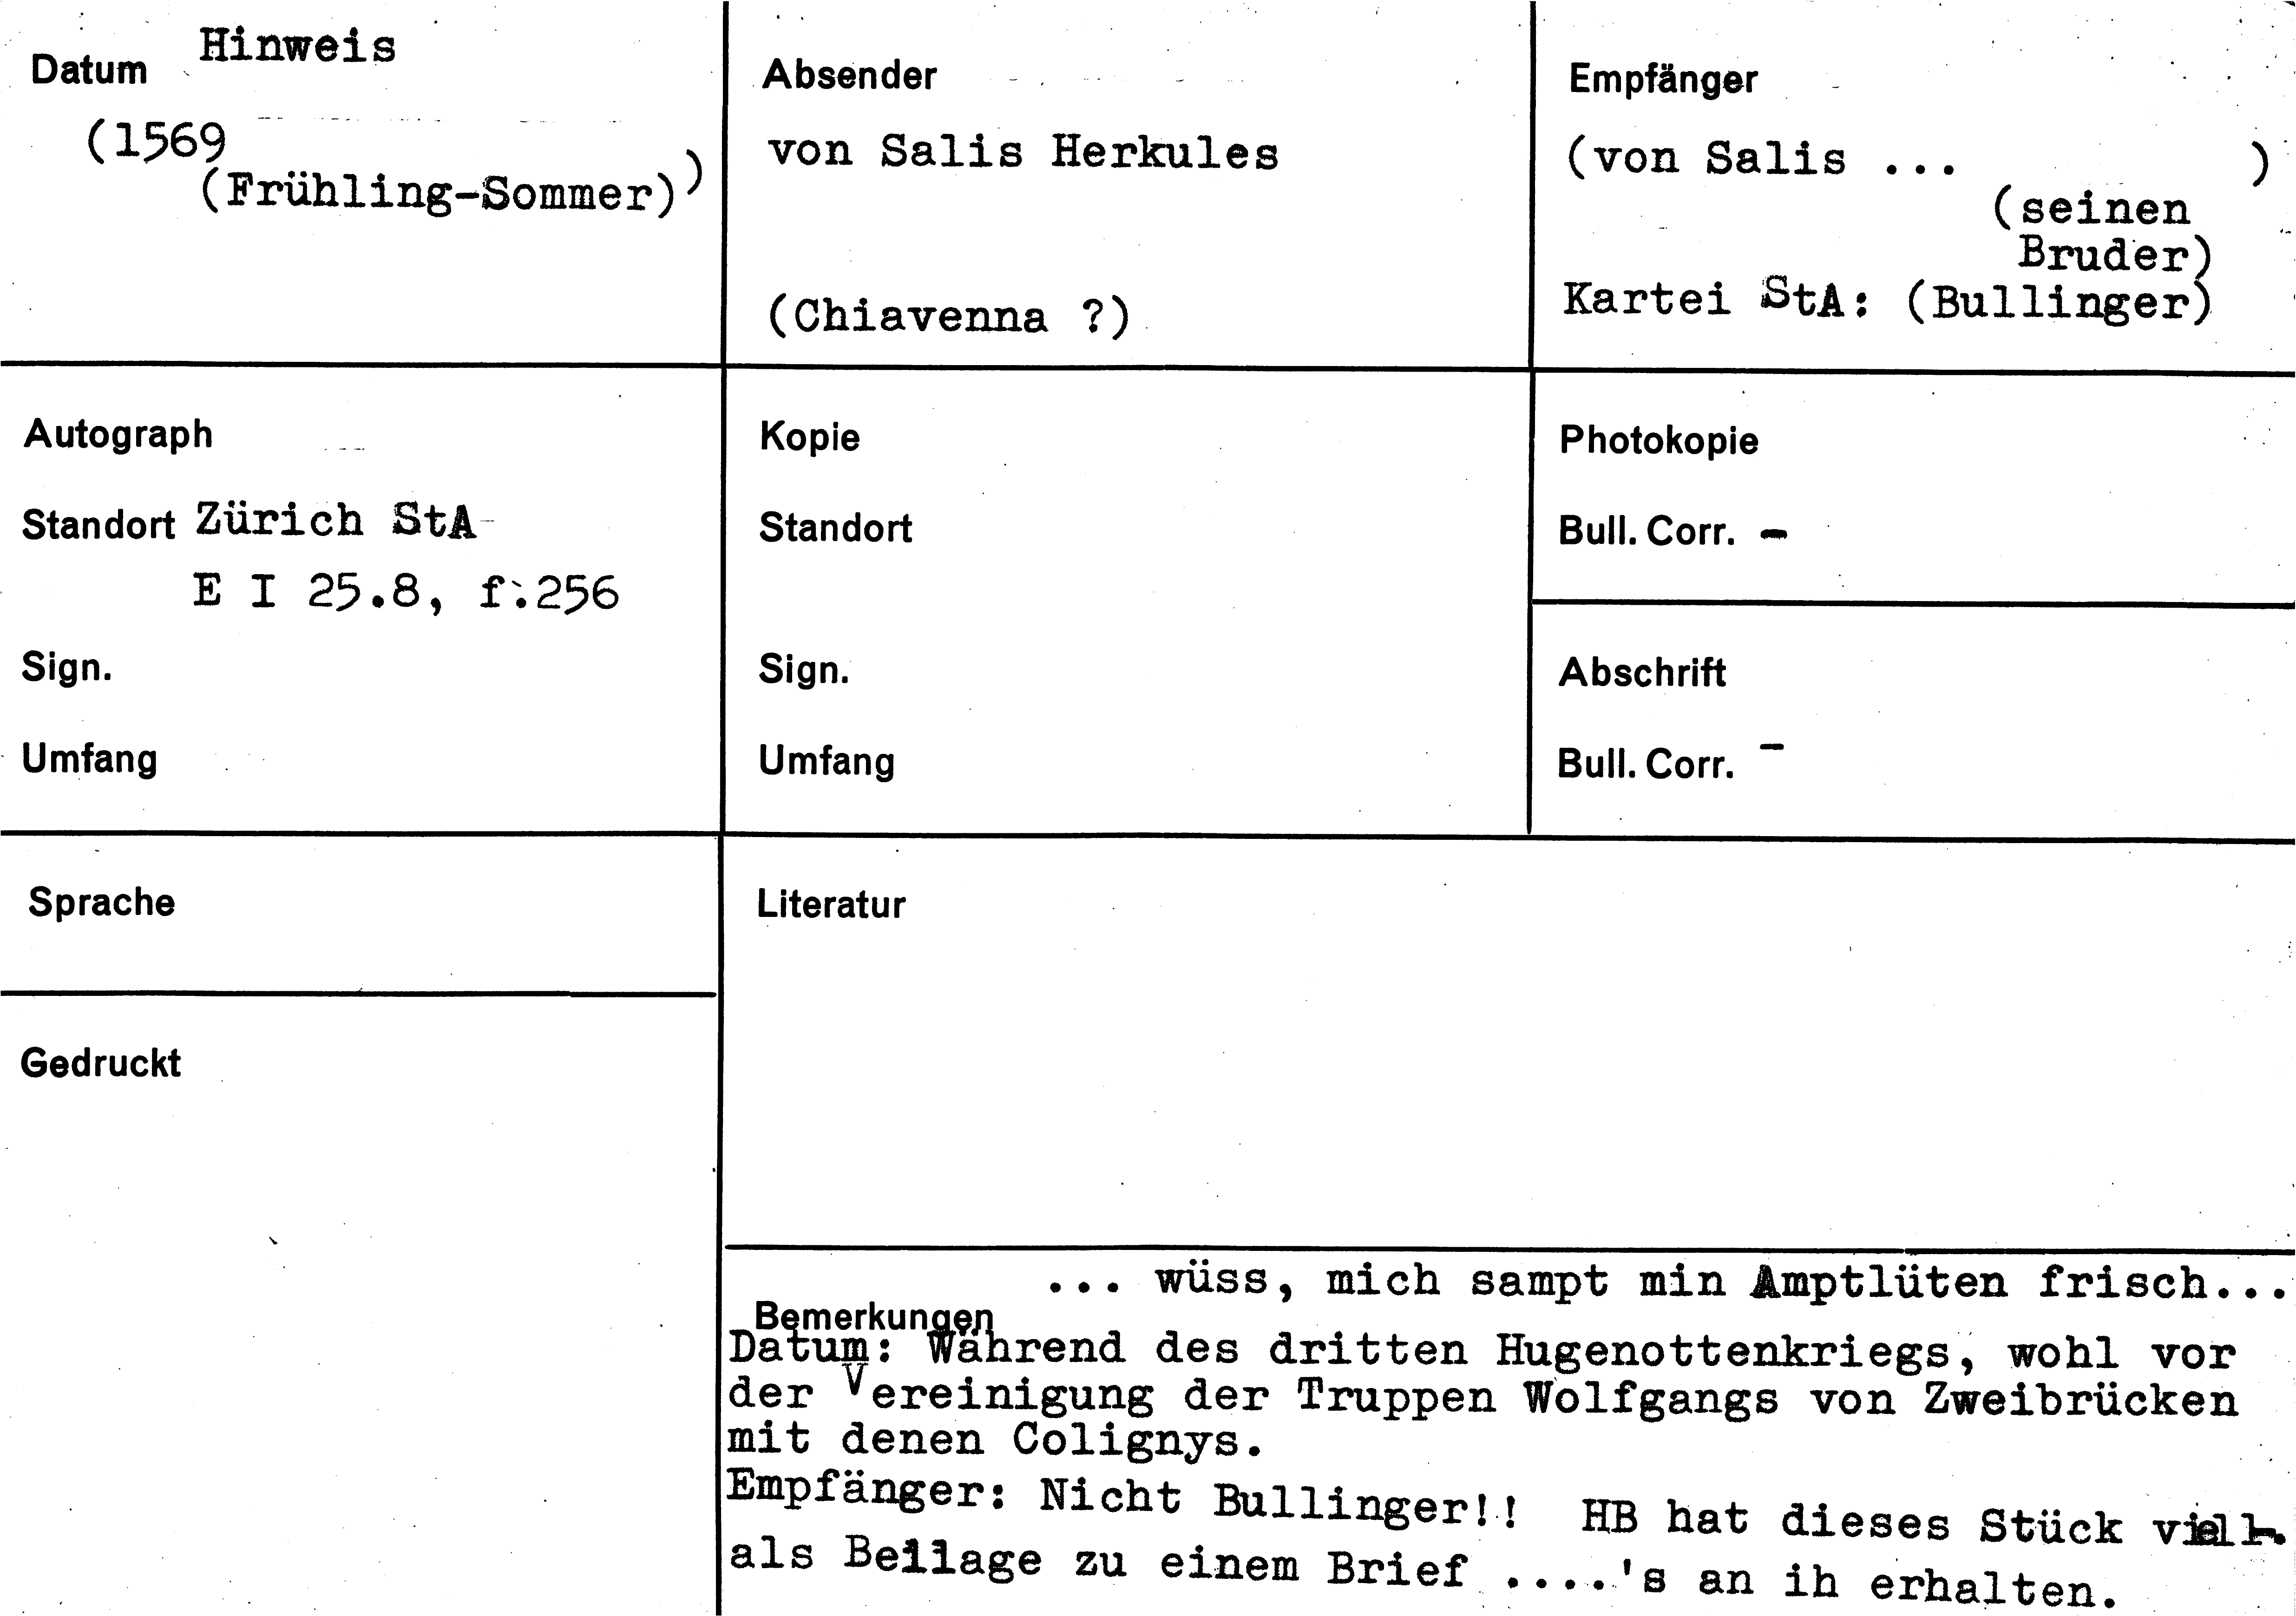 Datum Hinweis
(1569
(Frühling-Sommer))
Absender
von Salis Herkules
(Chiavenna ?)
Empfänger
(von Salis ... )
(seinen
Bruder)
Kartei StA: (Bullinger)
Autograph
Standort Zürich StA
E I 25.8, f.256
Sign.
Umfang
Kopie
Standort
Sign.
Umfang
Photokopie
Bull. Corr. -
Abschrift
Bull. Corr. -
Sprache
Gedruckt
Literatur
... wüss, mich sampt min Amptlüten frisch...
Bemerkungen
Datum: Während des dritten Hugenottenkriegs, wohl vor
der Vereinigung der Truppen Wolfgangs von Zweibrücken
mit denen Colignys.
Empfänger: Nicht Bullinger!! HB hat dieses Stück viell.
als Beilage zu einem Brief ....'s an ih erhalten.